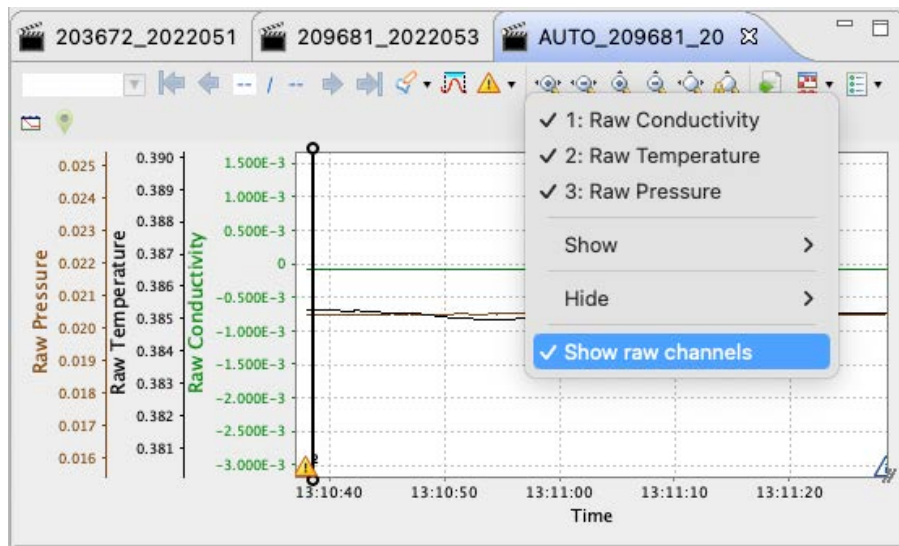 203672_2022051 209681_2022053 AUTO_209681_20
-- / --
✓ 1: Raw Conductivity
✓ 2: Raw Temperature
✓ 3: Raw Pressure
Show >
Hide >
✓ Show raw channels
Raw Pressure
0.025
0.024
0.023
0.022
0.021
0.020
0.019
0.018
0.017
0.016
Raw Temperature
0.390
0.389
0.388
0.387
0.386
0.385
0.384
0.383
0.382
0.381
Raw Conductivity
1.500E-3
1.000E-3
0.500E-3
0
-0.500E-3
-1.000E-3
-1.500E-3
-2.000E-3
-2.500E-3
-3.000E-3
13:10:40 13:10:50 13:11:00 13:11:10 13:11:20
Time